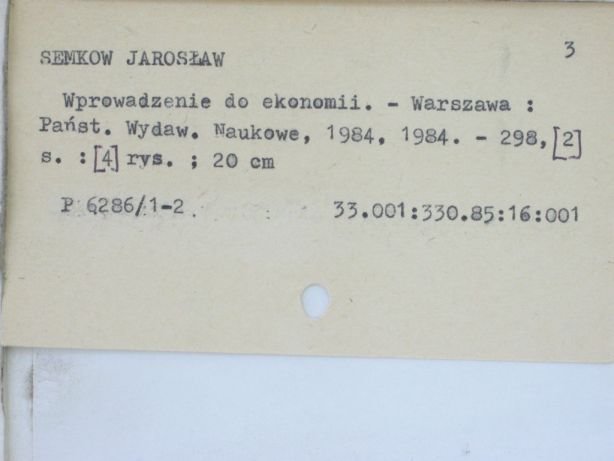 3
SEMKOW JAROSŁAW
Wprowadzenie do ekonomii. - Warszawa :
Państ. Wydaw. Naukowe, 1984, 1984. - 298,[2]
s. :[4] rys. ; 20 cm
P 6286/1-2. 33.001:330.85:16:001